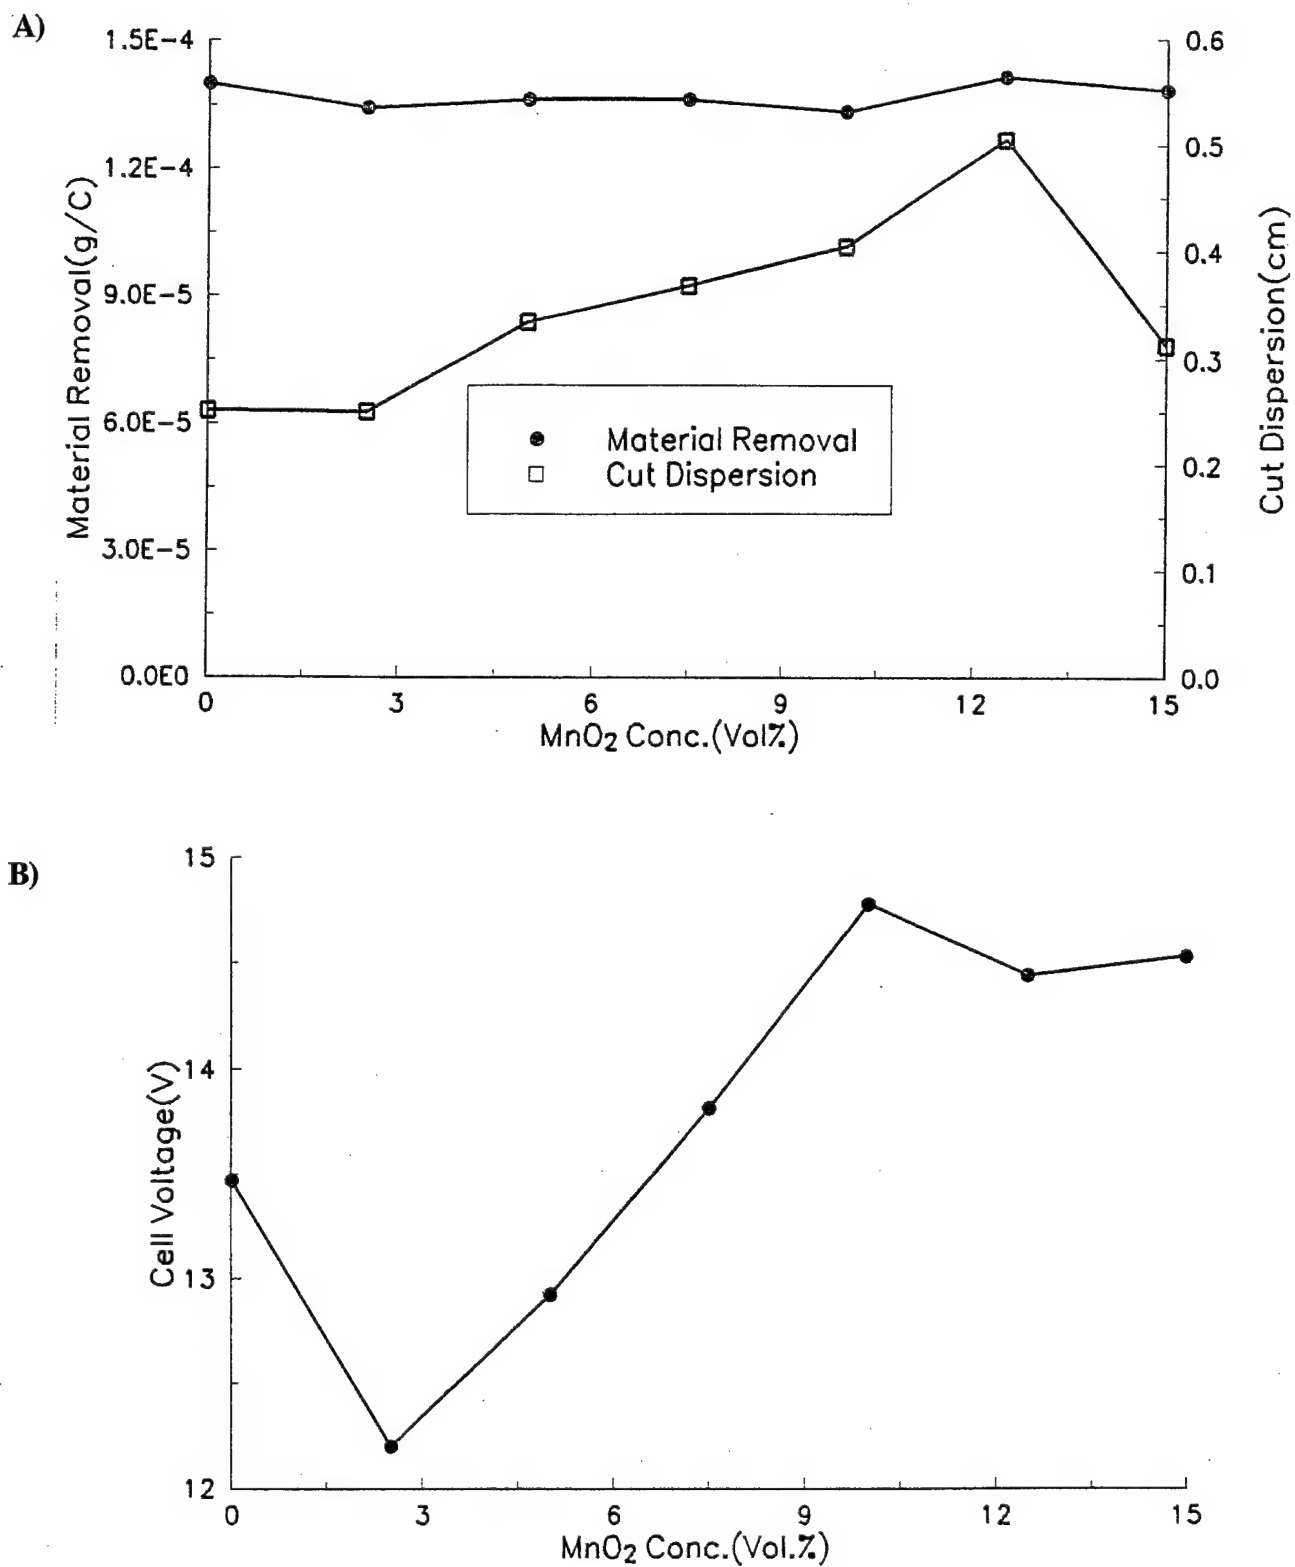 A)
1.5E-4
1.2E-4
9.0E-5
6.0E-5
3.0E-5
0.0E0
Material Removal(g/C)
0.6
0.5
0.4
0.3
0.2
0.1
0.0
Cut Dispersion(cm)
Material Removal
Cut Dispersion
0 3 6 9 12 15
MnO2 Conc.(Vol%)
B)
15
14
13
12
Cell Voltage(V)
0 3 6 9 12 15
MnO2 Conc.(Vol.%)